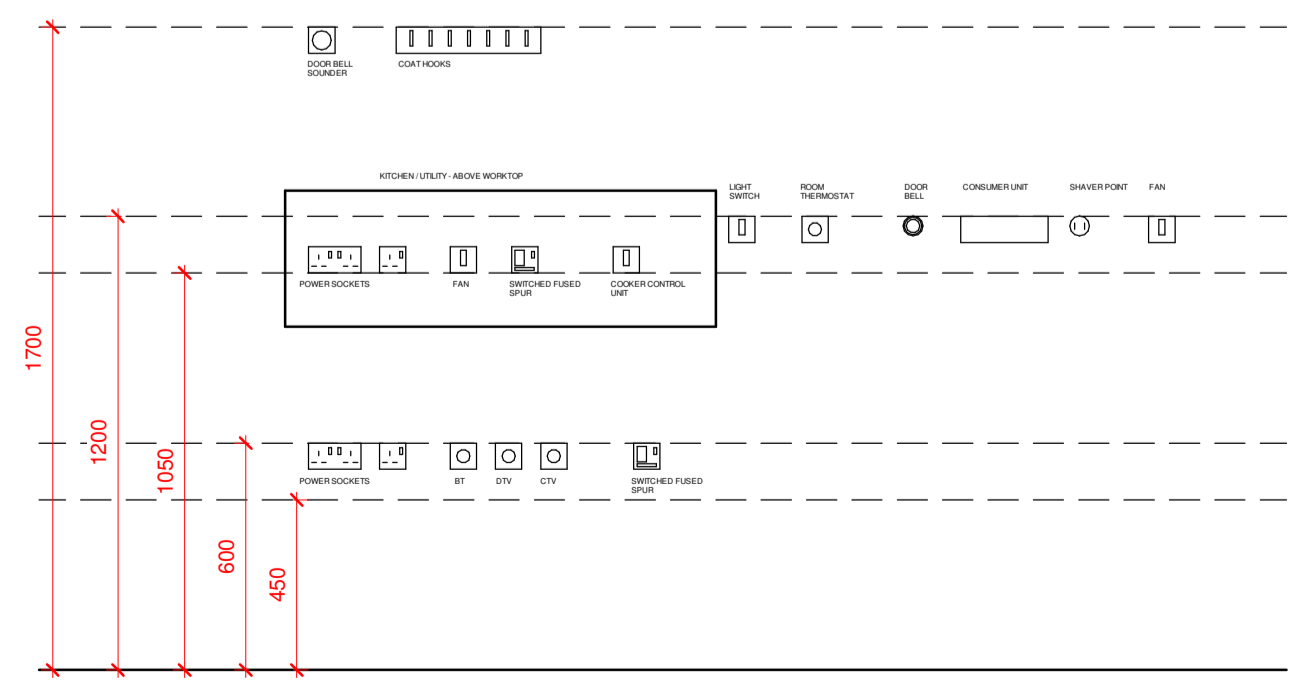 DOOR BELL
SOUNDER
COAT HOOKS
KITCHEN / UTILITY - ABOVE WORKTOP
LIGHT
SWITCH
ROOM
THERMOSTAT
DOOR
BELL
CONSUMER UNIT
SHAVER POINT
FAN
POWER SOCKETS
FAN
SWITCHED FUSED
SPUR
COOKER CONTROL
UNIT
1700
1200
1050
600
450
POWER SOCKETS
BT
DTV
CTV
SWITCHED FUSED
SPUR